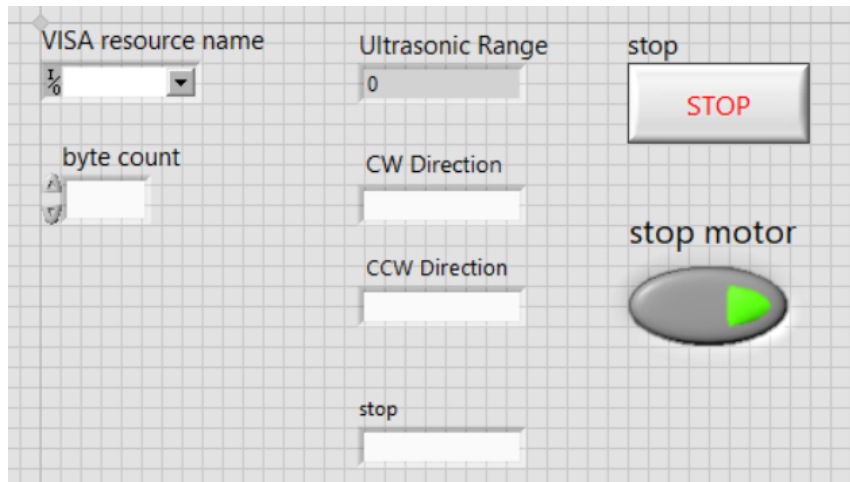 VISA resource name
I/O
Ultrasonic Range
0
stop
STOP
byte count
CW Direction
CCW Direction
stop motor
stop